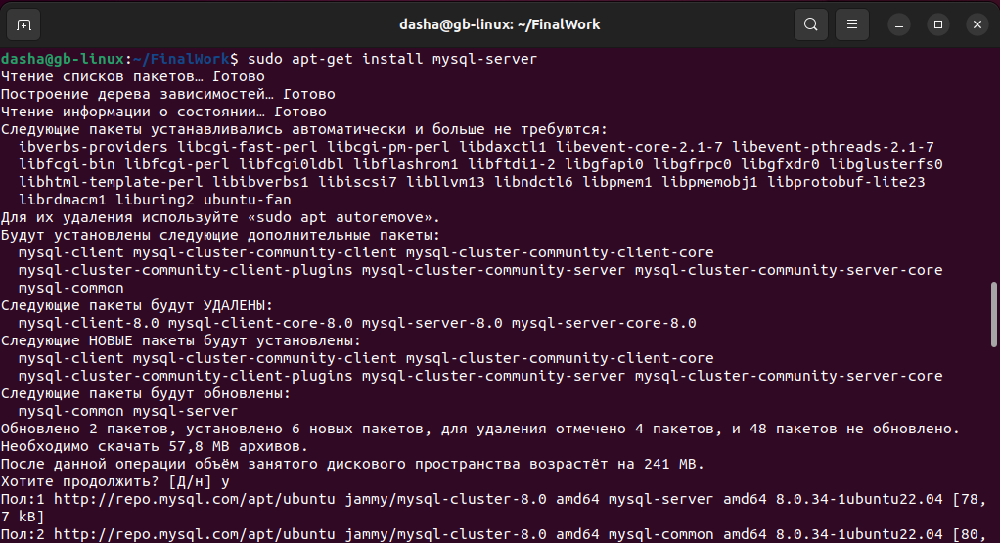 dasha@gb-linux: ~/FinalWork
dasha@gb-linux:~/FinalWork$ sudo apt-get install mysql-server
Чтение списков пакетов… Готово
Построение дерева зависимостей… Готово
Чтение информации о состоянии… Готово
Следующие пакеты устанавливались автоматически и больше не требуются:
  ibverbs-providers libcgi-fast-perl libcgi-pm-perl libdaxctl1 libevent-core-2.1-7 libevent-pthreads-2.1-7
  libfcgi-bin libfcgi-perl libfcgi0ldbl libflashrom1 libftdi1-2 libgfapi0 libgfrpc0 libgfxdr0 libglusterfs0
  libhtml-template-perl libibverbs1 libiscsi7 libllvm13 libndctl6 libpmem1 libpmemobj1 libprotobuf-lite23
  librdmacm1 liburing2 ubuntu-fan
Для их удаления используйте «sudo apt autoremove».
Будут установлены следующие дополнительные пакеты:
  mysql-client mysql-cluster-community-client mysql-cluster-community-client-core
  mysql-cluster-community-client-plugins mysql-cluster-community-server mysql-cluster-community-server-core
  mysql-common
Следующие пакеты будут УДАЛЕНЫ:
  mysql-client-8.0 mysql-client-core-8.0 mysql-server-8.0 mysql-server-core-8.0
Следующие НОВЫЕ пакеты будут установлены:
  mysql-client mysql-cluster-community-client mysql-cluster-community-client-core
  mysql-cluster-community-client-plugins mysql-cluster-community-server mysql-cluster-community-server-core
Следующие пакеты будут обновлены:
  mysql-common mysql-server
Обновлено 2 пакетов, установлено 6 новых пакетов, для удаления отмечено 4 пакетов, и 48 пакетов не обновлено.
Необходимо скачать 57,8 MB архивов.
После данной операции объём занятого дискового пространства возрастёт на 241 MB.
Хотите продолжить? [Д/н] y
Пол:1 http://repo.mysql.com/apt/ubuntu jammy/mysql-cluster-8.0 amd64 mysql-server amd64 8.0.34-1ubuntu22.04 [78,
7 kB]
Пол:2 http://repo.mysql.com/apt/ubuntu jammy/mysql-cluster-8.0 amd64 mysql-common amd64 8.0.34-1ubuntu22.04 [80,